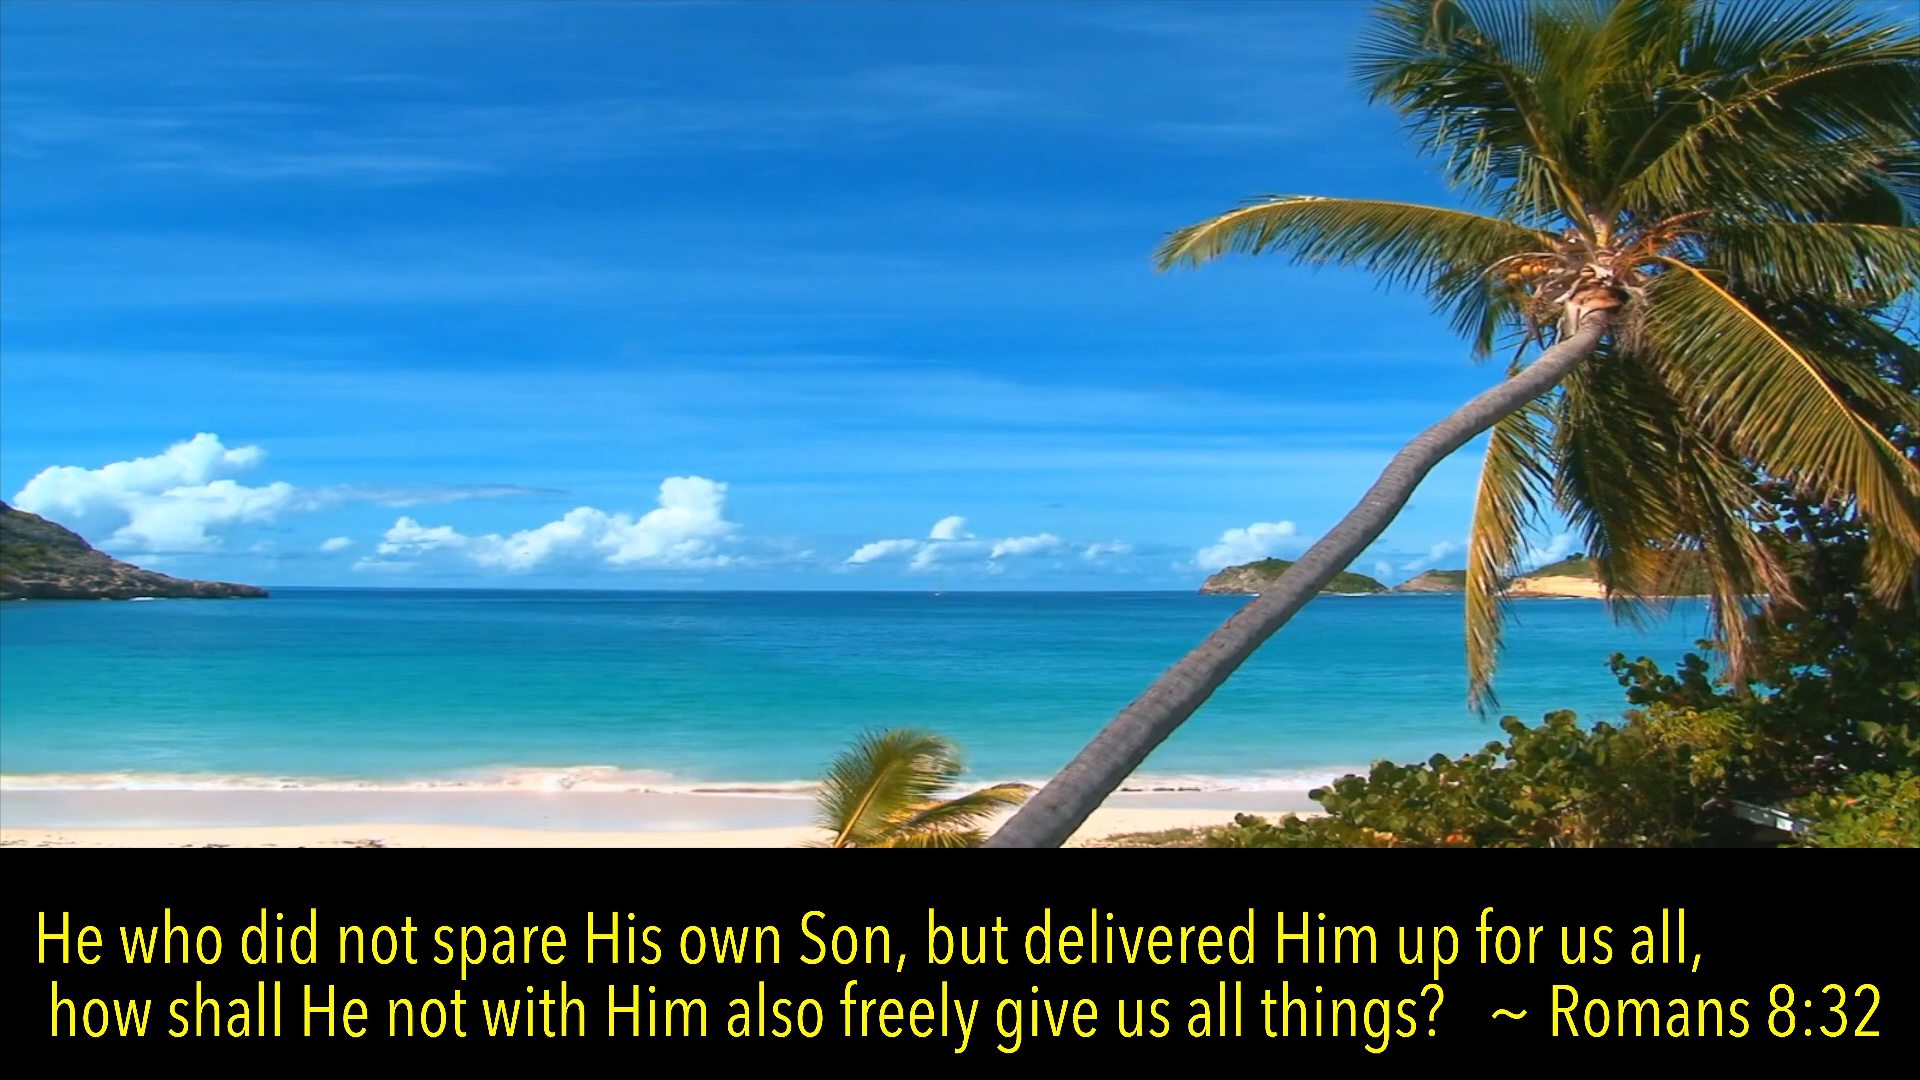 He who did not spare His own Son, but delivered Him up for us all,
how shall He not with Him also freely give us all things? ~ Romans 8:32